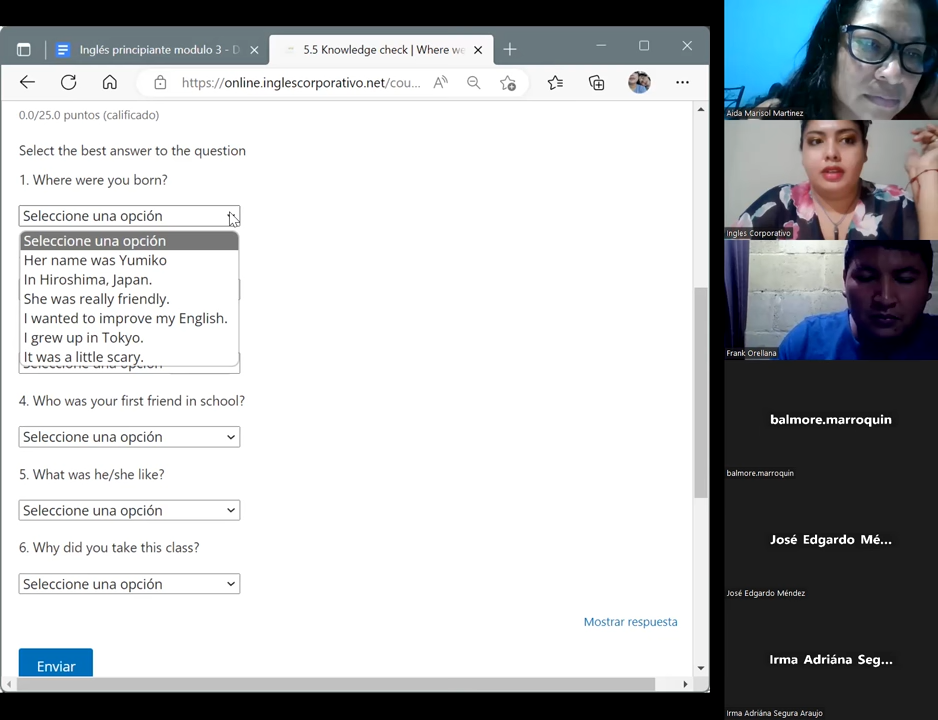 Inglés principiante modulo 3 - D
5.5 Knowledge check | Where we
https://online.inglescorporativo.net/cou...
0.0/25.0 puntos (calificado)
Select the best answer to the question
1. Where were you born?
Seleccione una opción
Seleccione una opción
Her name was Yumiko
In Hiroshima, Japan.
She was really friendly.
I wanted to improve my English.
I grew up in Tokyo.
It was a little scary.
4. Who was your first friend in school?
Seleccione una opción
5. What was he/she like?
Seleccione una opción
6. Why did you take this class?
Seleccione una opción
Mostrar respuesta
Enviar
Aida Marisol Martinez
Ingles Corporativo
Frank Orellana
balmore.marroquin
balmore.marroquin
José Edgardo Mé...
José Edgardo Méndez
Irma Adriána Seg...
Irma Adriána Segura Araujo